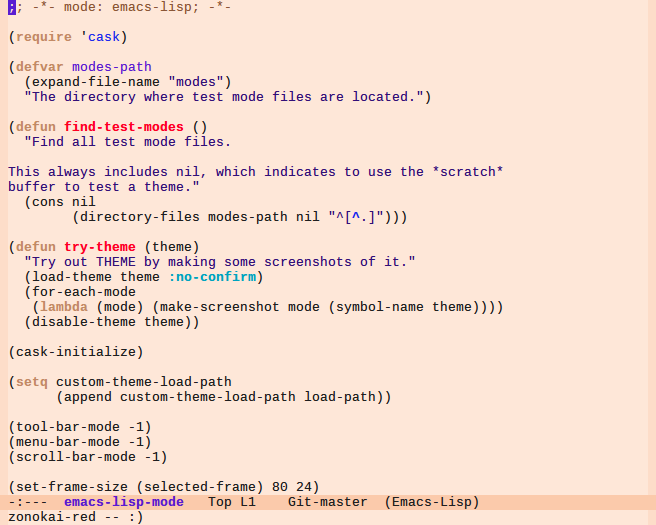 ;; -*- mode: emacs-lisp; -*-

(require 'cask)

(defvar modes-path
  (expand-file-name "modes")
  "The directory where test mode files are located.")

(defun find-test-modes ()
  "Find all test mode files.

This always includes nil, which indicates to use the *scratch*
buffer to test a theme."
  (cons nil
        (directory-files modes-path nil "^[^.]")))

(defun try-theme (theme)
  "Try out THEME by making some screenshots of it."
  (load-theme theme :no-confirm)
  (for-each-mode
   (lambda (mode) (make-screenshot mode (symbol-name theme))))
  (disable-theme theme))

(cask-initialize)

(setq custom-theme-load-path
      (append custom-theme-load-path load-path))

(tool-bar-mode -1)
(menu-bar-mode -1)
(scroll-bar-mode -1)

(set-frame-size (selected-frame) 80 24)
-:---  emacs-lisp-mode   Top L1    Git-master  (Emacs-Lisp)
zonokai-red -- :)